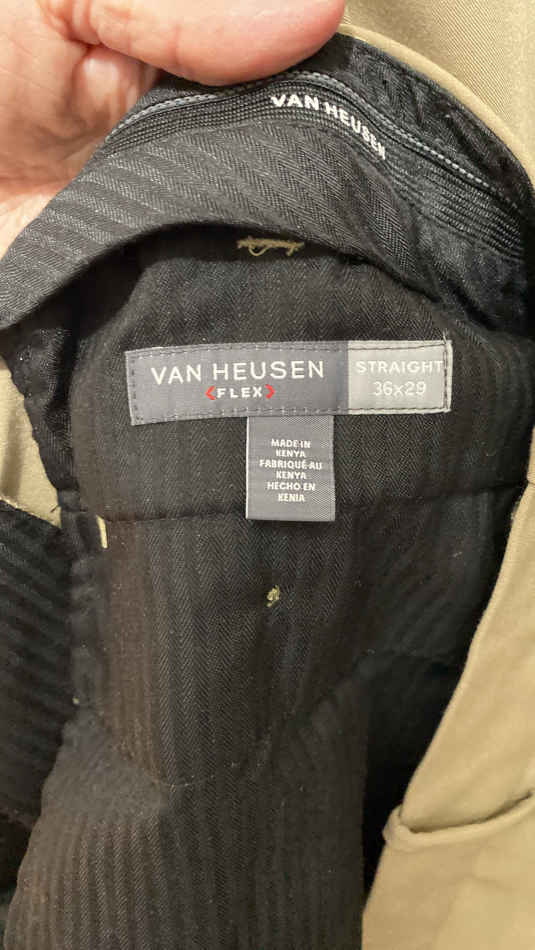 VAN HEUSEN
VAN HEUSEN
<FLEX>
STRAIGHT
36x29
MADE IN
KENYA
FABRIQUÉ AU
KENYA
HECHO EN
KENIA